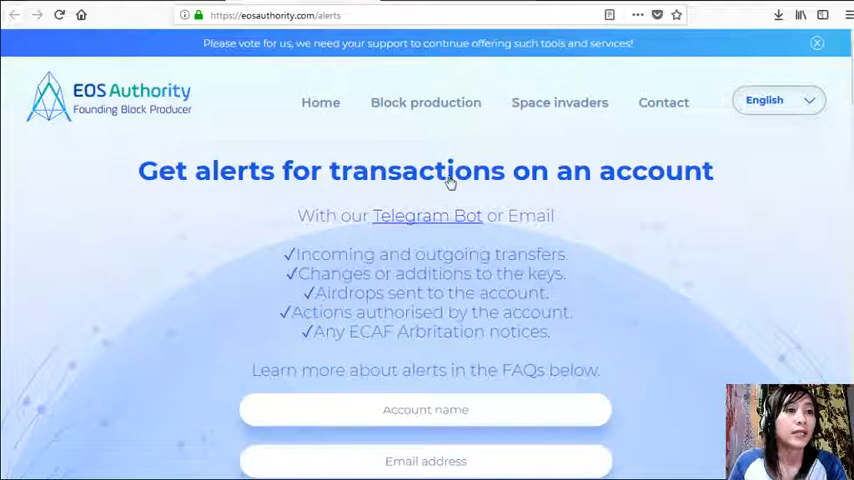 https://eosauthority.com/alerts
Please vote for us, we need your support to continue offering such tools and services!
EOS Authority
Founding Block Producer
Home
Block production
Space invaders
Contact
English
Get alerts for transactions on an account
With our Telegram Bot or Email
✓Incoming and outgoing transfers.
✓Changes or additions to the keys.
✓Airdrops sent to the account.
✓Actions authorised by the account.
✓Any ECAF Arbritation notices.
Learn more about alerts in the FAQs below.
Account name
Email address